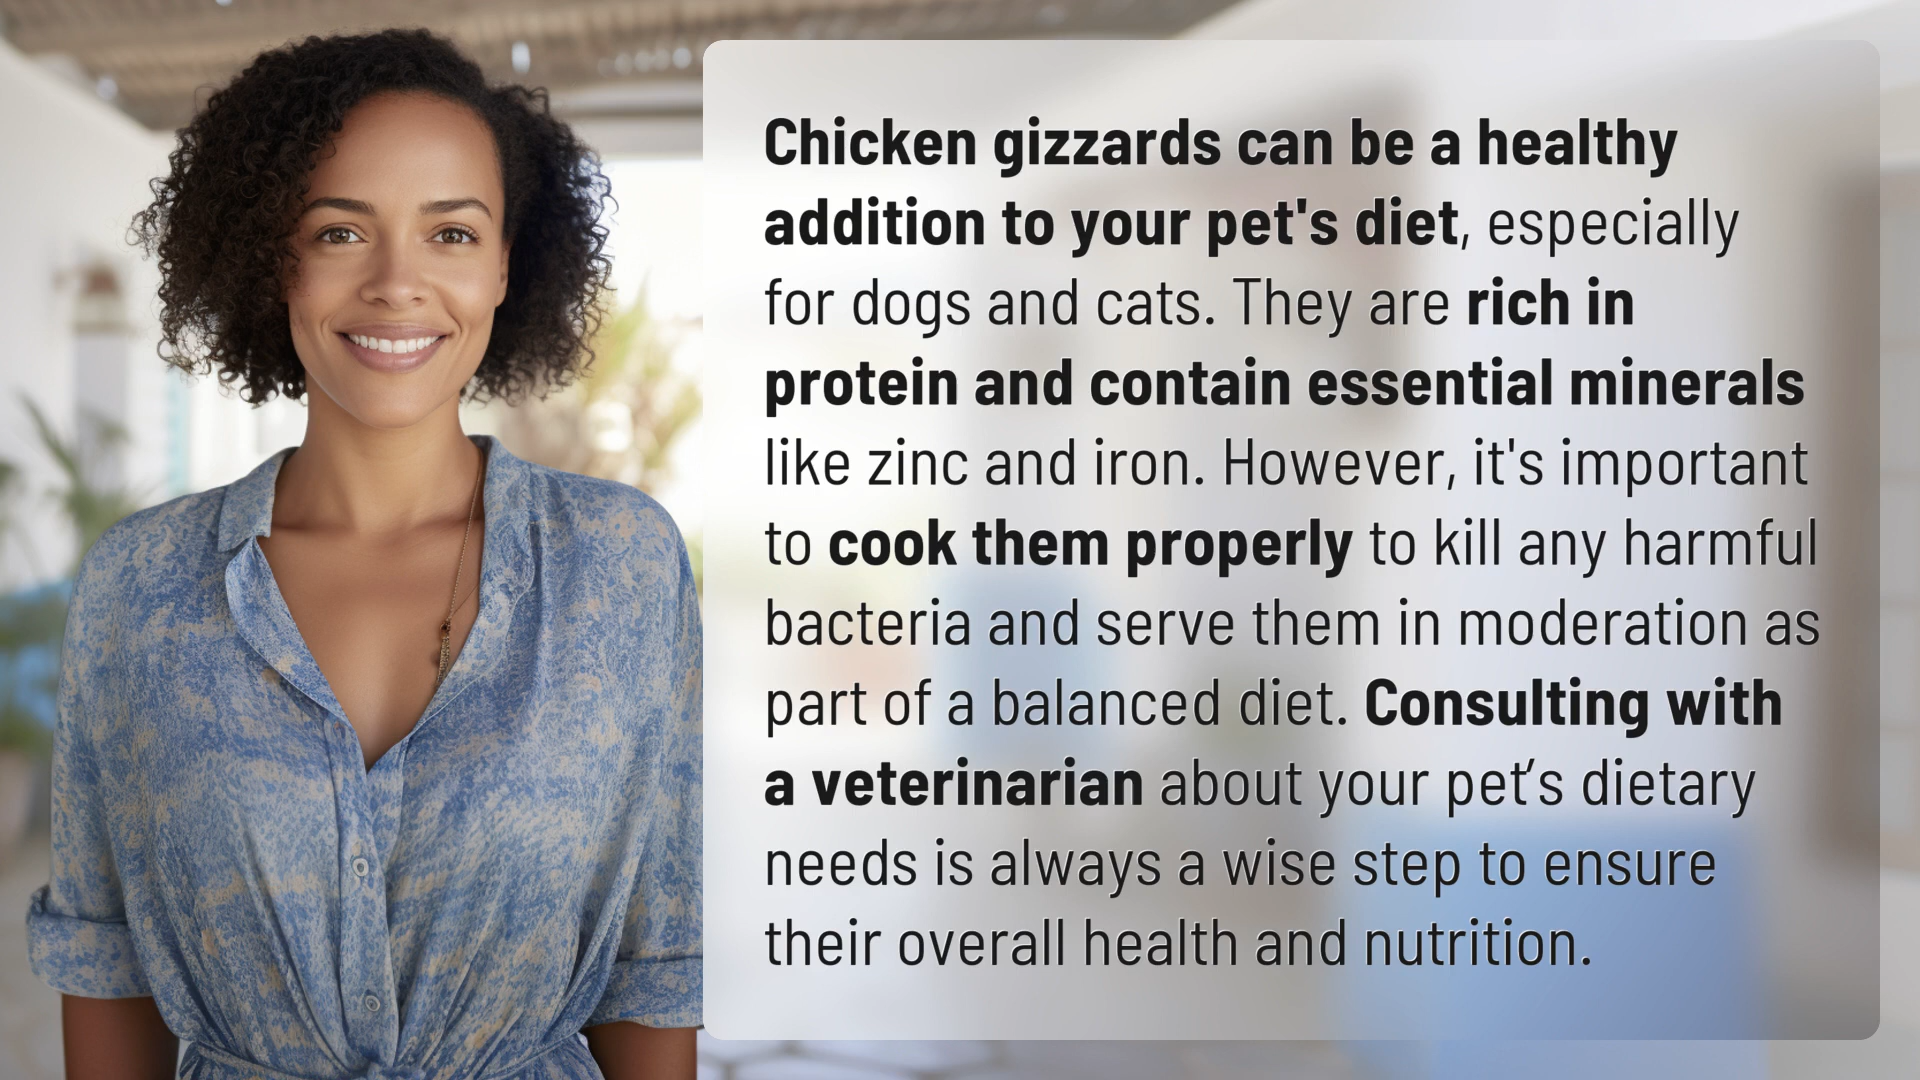 Chicken gizzards can be a healthy
addition to your pet's diet, especially
for dogs and cats. They are rich in
protein and contain essential minerals
like zinc and iron. However, it's important
to cook them properly to kill any harmful
bacteria and serve them in moderation as
part of a balanced diet. Consulting with
a veterinarian about your pet’s dietary
needs is always a wise step to ensure
their overall health and nutrition.